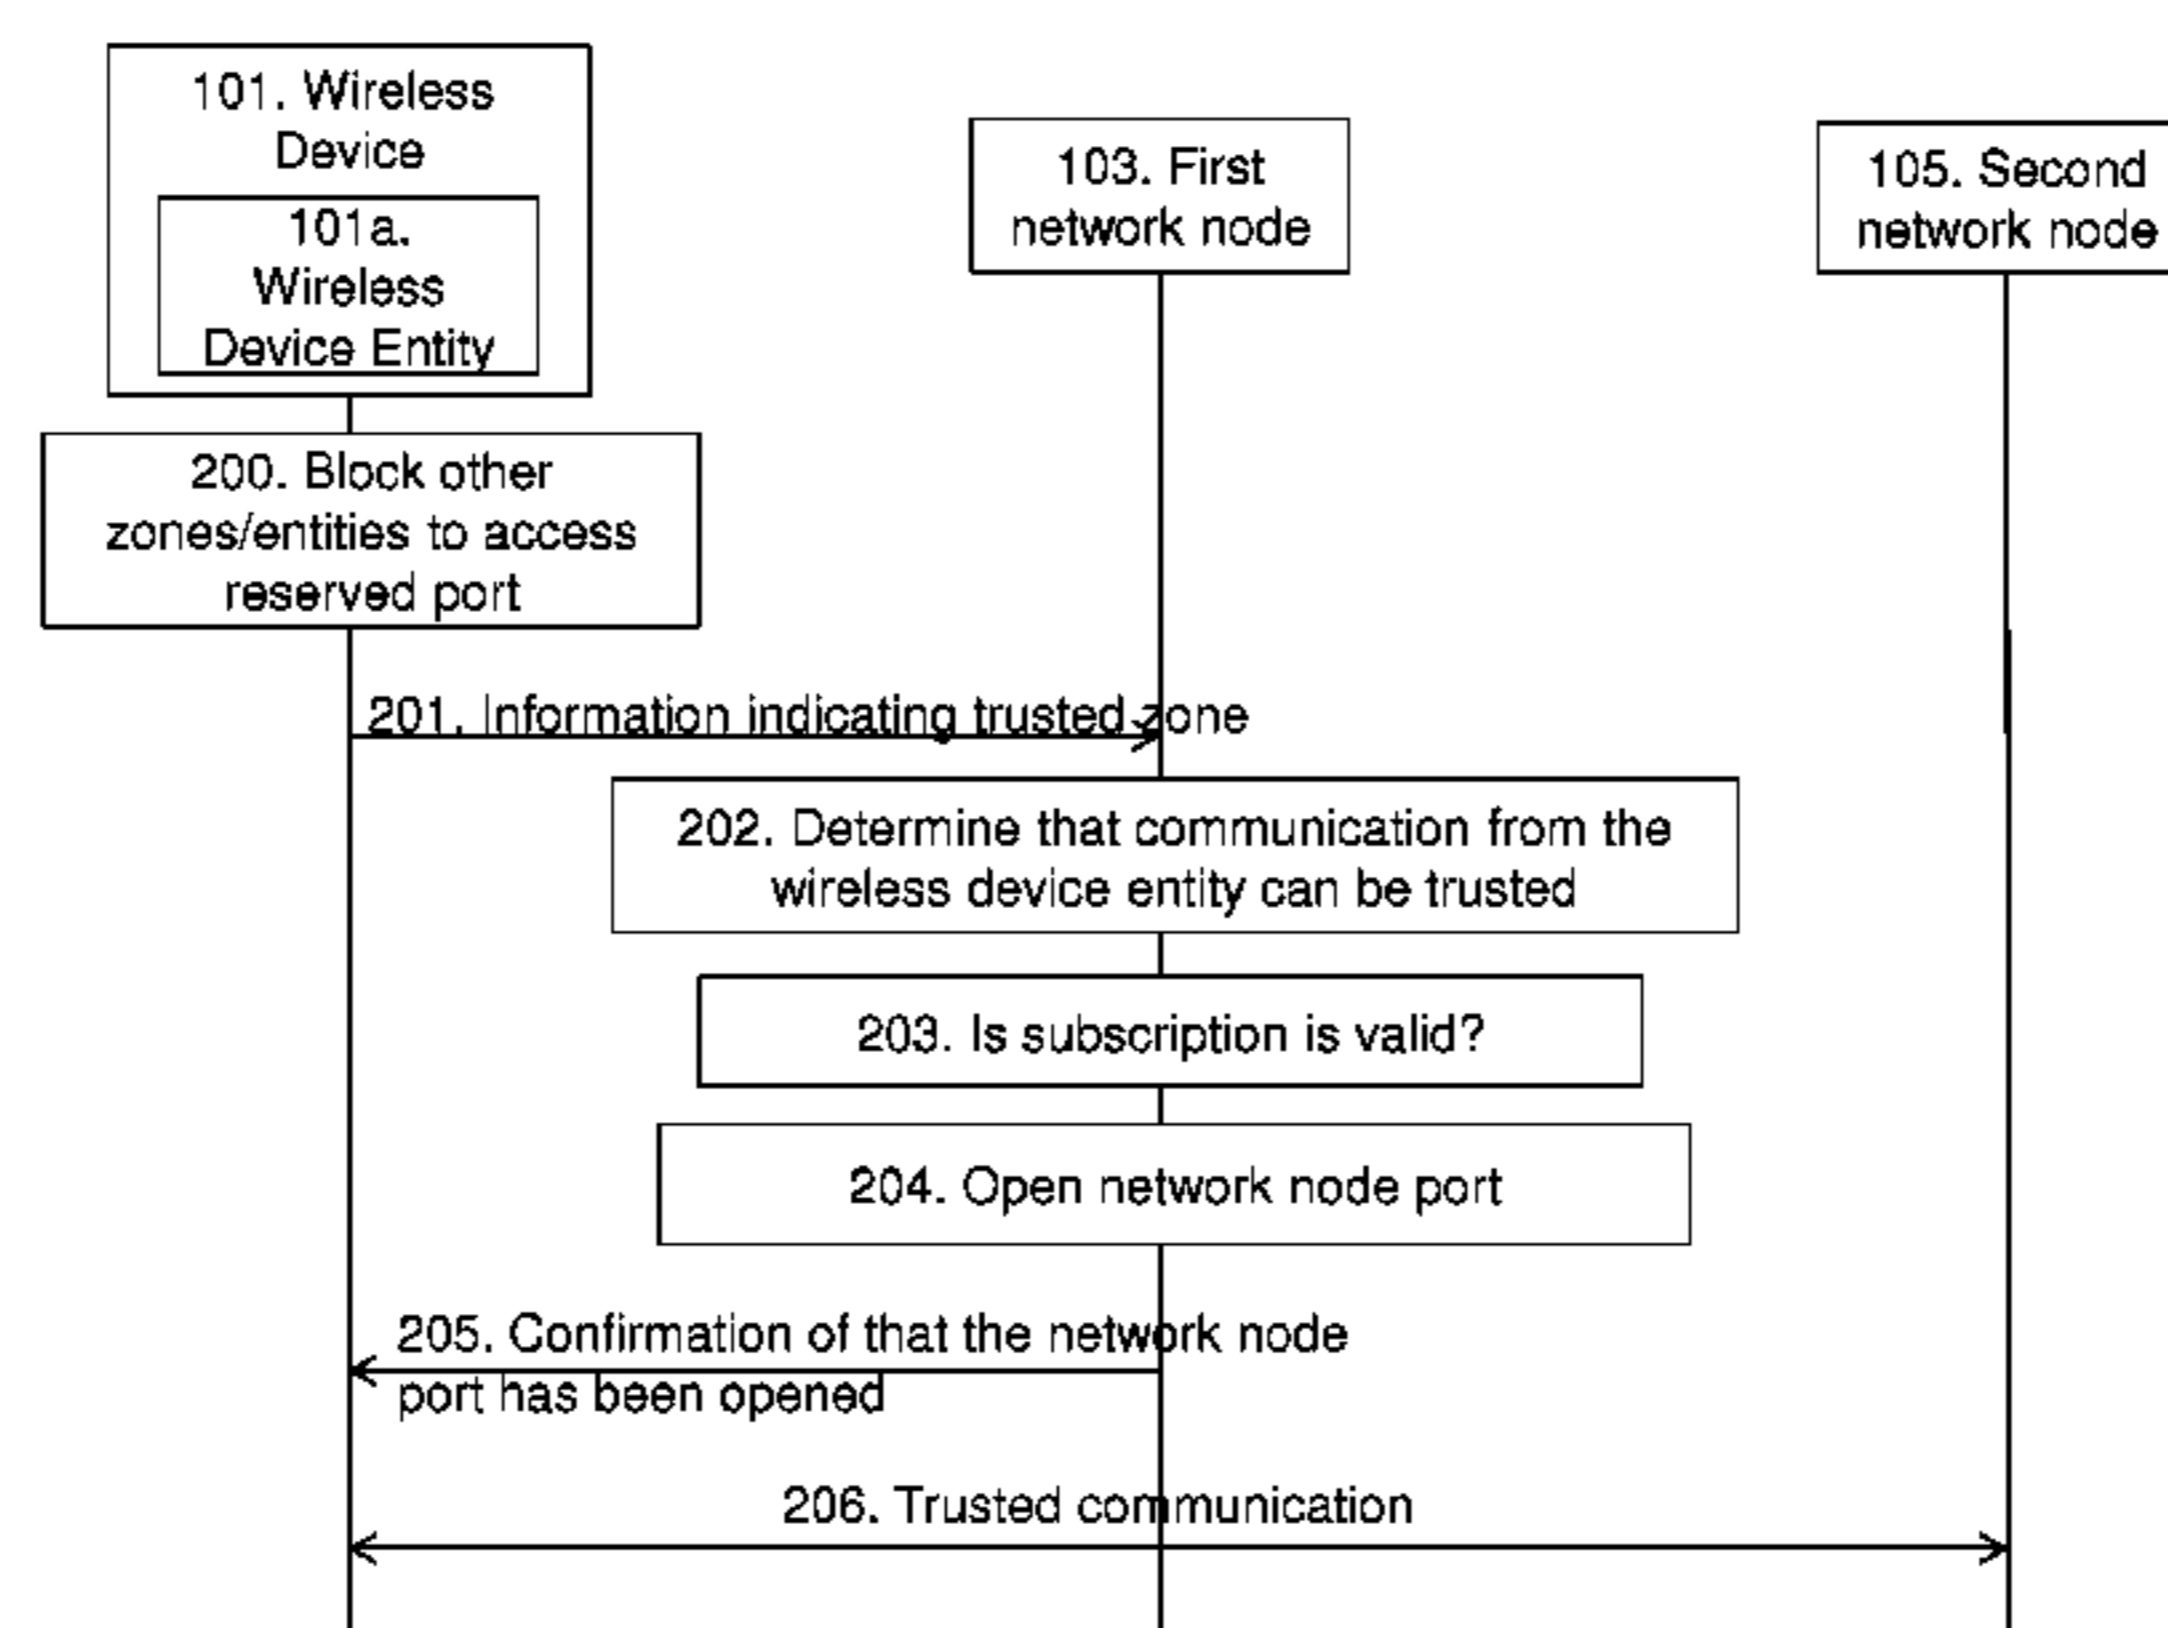 101. Wireless
Device
101a.
Wireless
Device Entity
103. First
network node
105. Second
network node
200. Block other
zones/entities to access
reserved port
201. Information indicating trusted zone
202. Determine that communication from the
wireless device entity can be trusted
203. Is subscription is valid?
204. Open network node port
205. Confirmation of that the network node
port has been opened
206. Trusted communication